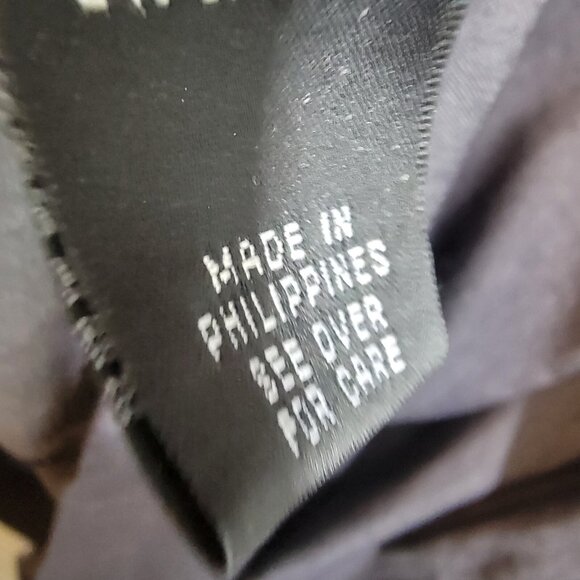 MADE IN
PHILIPPINES
SEE OVER
FOR CARE